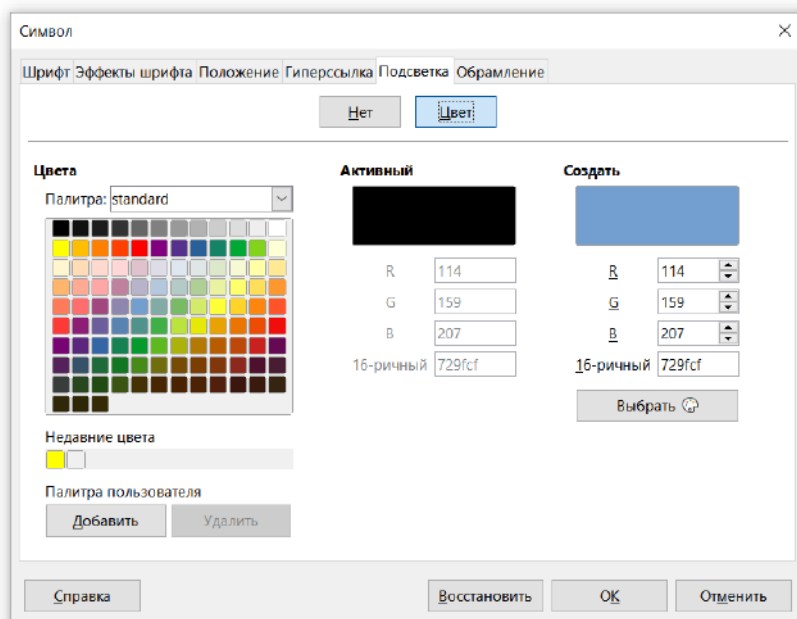 Символ
Шрифт Эффекты шрифта Положение Гиперссылка Подсветка Обрамление
Нет Цвет
Цвета Активный Создать
Палитра: standard
R 114 R 114
G 159 G 159
B 207 B 207
16-ричный 729fcf 16-ричный 729fcf
Выбрать
Недавние цвета
Палитра пользователя
Добавить Удалить
Справка Восстановить OK Отменить